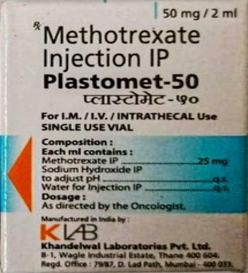 50 mg / 2 ml
Rx Methotrexate
Injection IP
Plastomet-50
प्लास्टोमेट-५०
For I.M. / I.V. / INTRATHECAL Use
SINGLE USE VIAL
Composition :
Each ml contains :
Methotrexate IP ........................ 25 mg
Sodium Hydroxide IP
to adjust pH ........................ q.s.
Water for Injection IP ................ q.s.
Dosage :
As directed by the Oncologist.
Manufactured in India by :
K LAB
Khandelwal Laboratories Pvt. Ltd.
B-1, Wagle Industrial Estate, Thane 400 604.
Regd. Office : 79/87, D. Lad Path, Mumbai - 400 033.